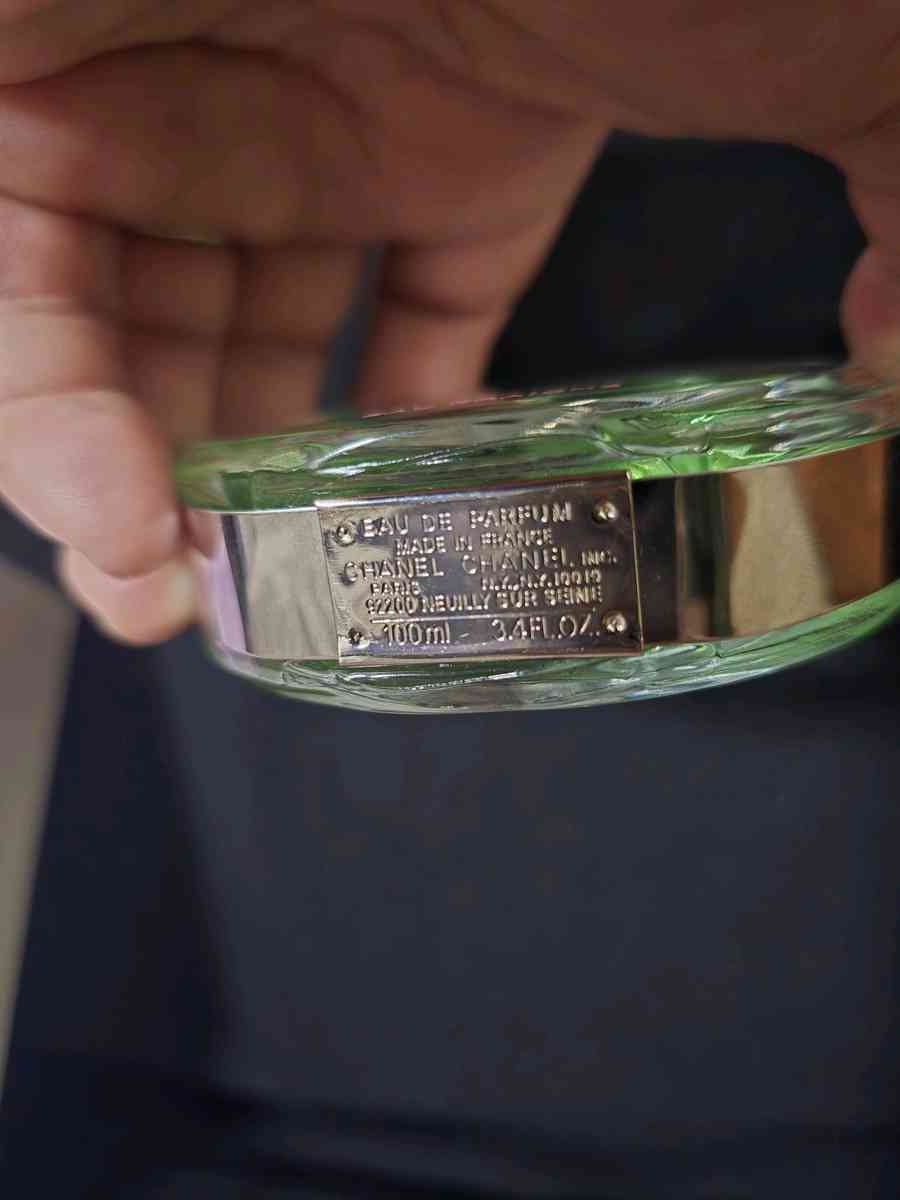 EAU DE PARFUM
MADE IN FRANCE
CHANEL CHANEL INC.
PARIS N.Y.N.Y.10019
92200 NEUILLY SUR SEINE
100 ml - 3.4FL.OZ.